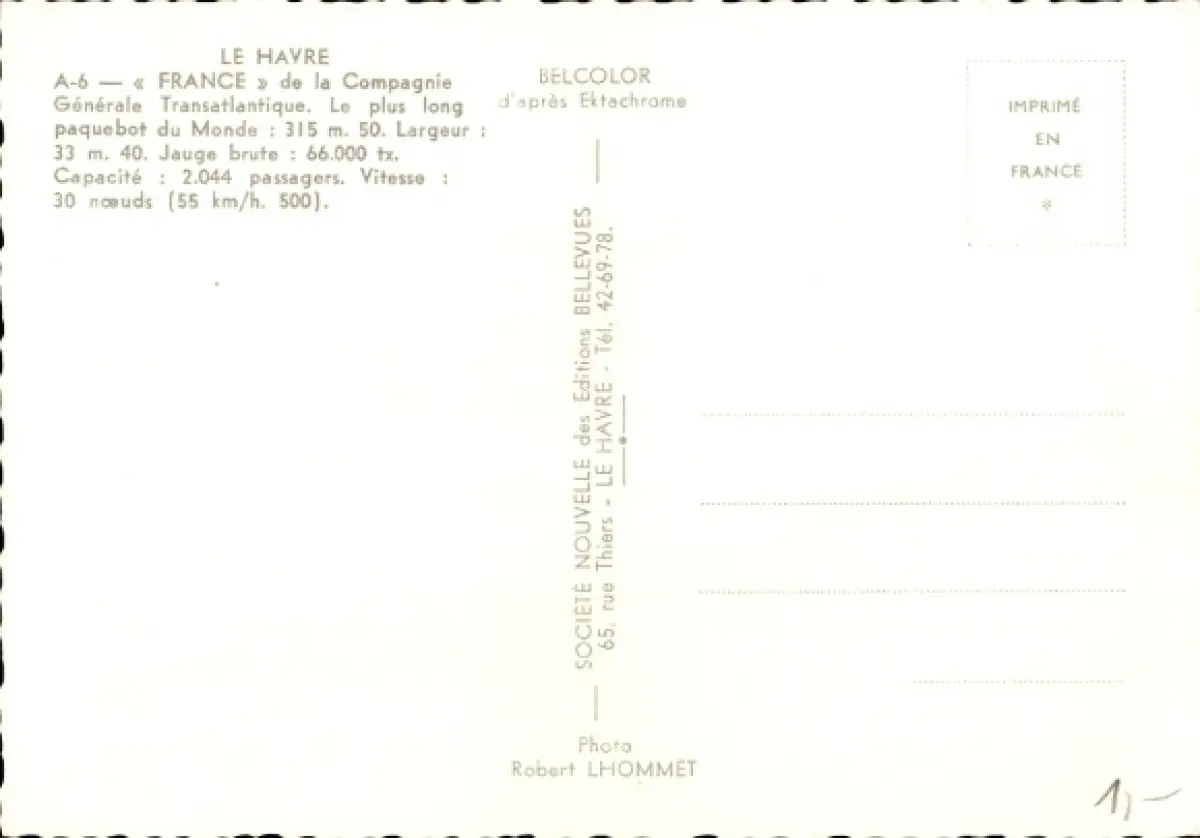 LE HAVRE
A-6 — « FRANCE » de la Compagnie
Générale Transatlantique. Le plus long
paquebot du Monde : 315 m. 50. Largeur :
33 m. 40. Jauge brute : 66.000 tx.
Capacité : 2.044 passagers. Vitesse :
30 nœuds (55 km/h. 500).
BELCOLOR
d'après Ektachrome
SOCIÉTÉ NOUVELLE des Editions BELLEVUES
65, rue Thiers - LE HAVRE - Tél. 42-69-78.
Photo
Robert LHOMMET
IMPRIMÉ
EN
FRANCE
*
1,-